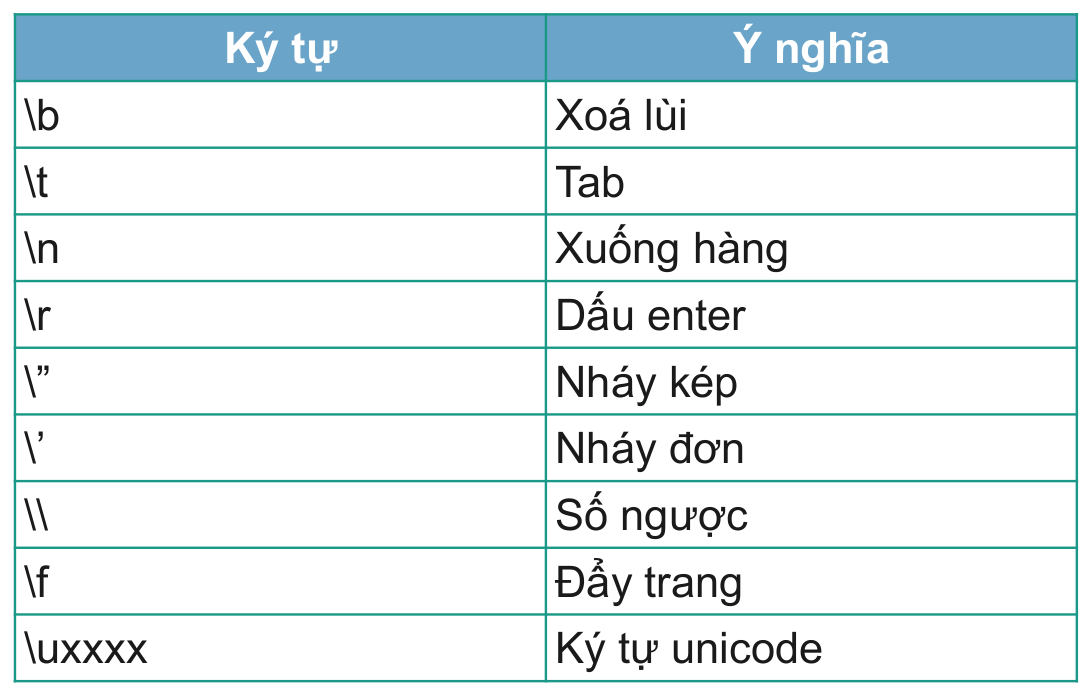 Ký tự Ý nghĩa
\b Xoá lùi
\t Tab
\n Xuống hàng
\r Dấu enter
\” Nháy kép
\’ Nháy đơn
\\ Số ngược
\f Đẩy trang
\uxxxx Ký tự unicode